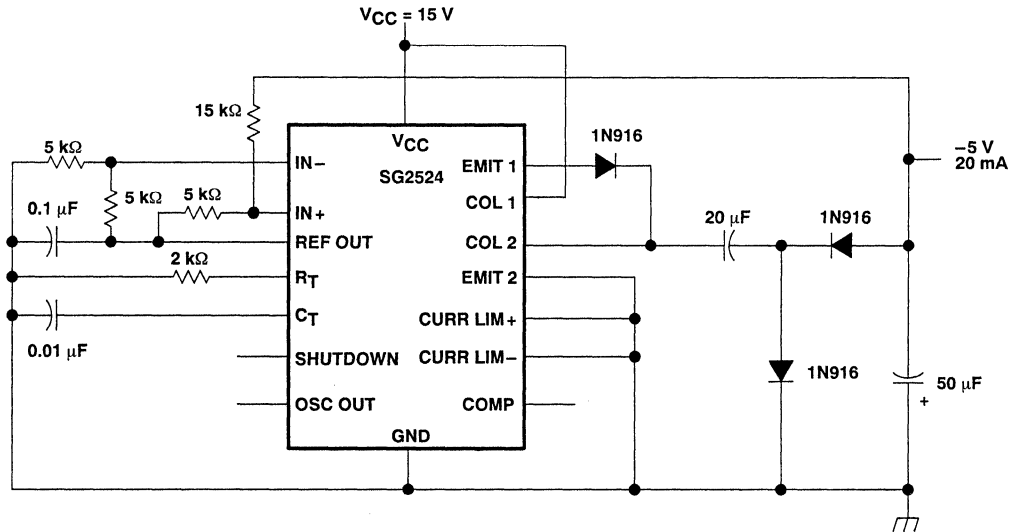 VCC = 15 V
15 kΩ
5 kΩ
5 kΩ
5 kΩ
0.1 μF
2 kΩ
0.01 μF
VCC
SG2524
IN−
IN+
REF OUT
RT
CT
SHUTDOWN
OSC OUT
GND
EMIT 1
COL 1
COL 2
EMIT 2
CURR LIM+
CURR LIM−
COMP
1N916
20 μF
1N916
−5 V
20 mA
1N916
50 μF
+